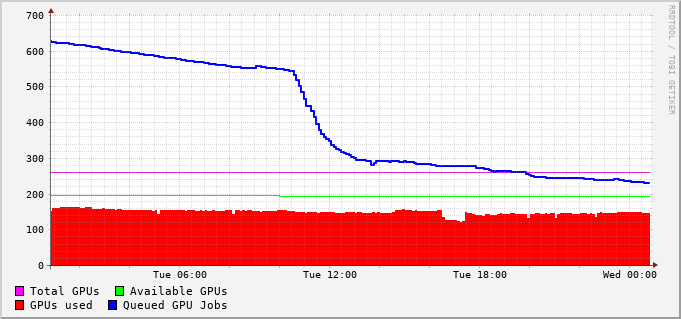 700
600
500
400
300
200
100
0
Tue 06:00 Tue 12:00 Tue 18:00 Wed 00:00
Total GPUs Available GPUs
GPUs used Queued GPU Jobs
RRDTOOL / TOBI OETIKER